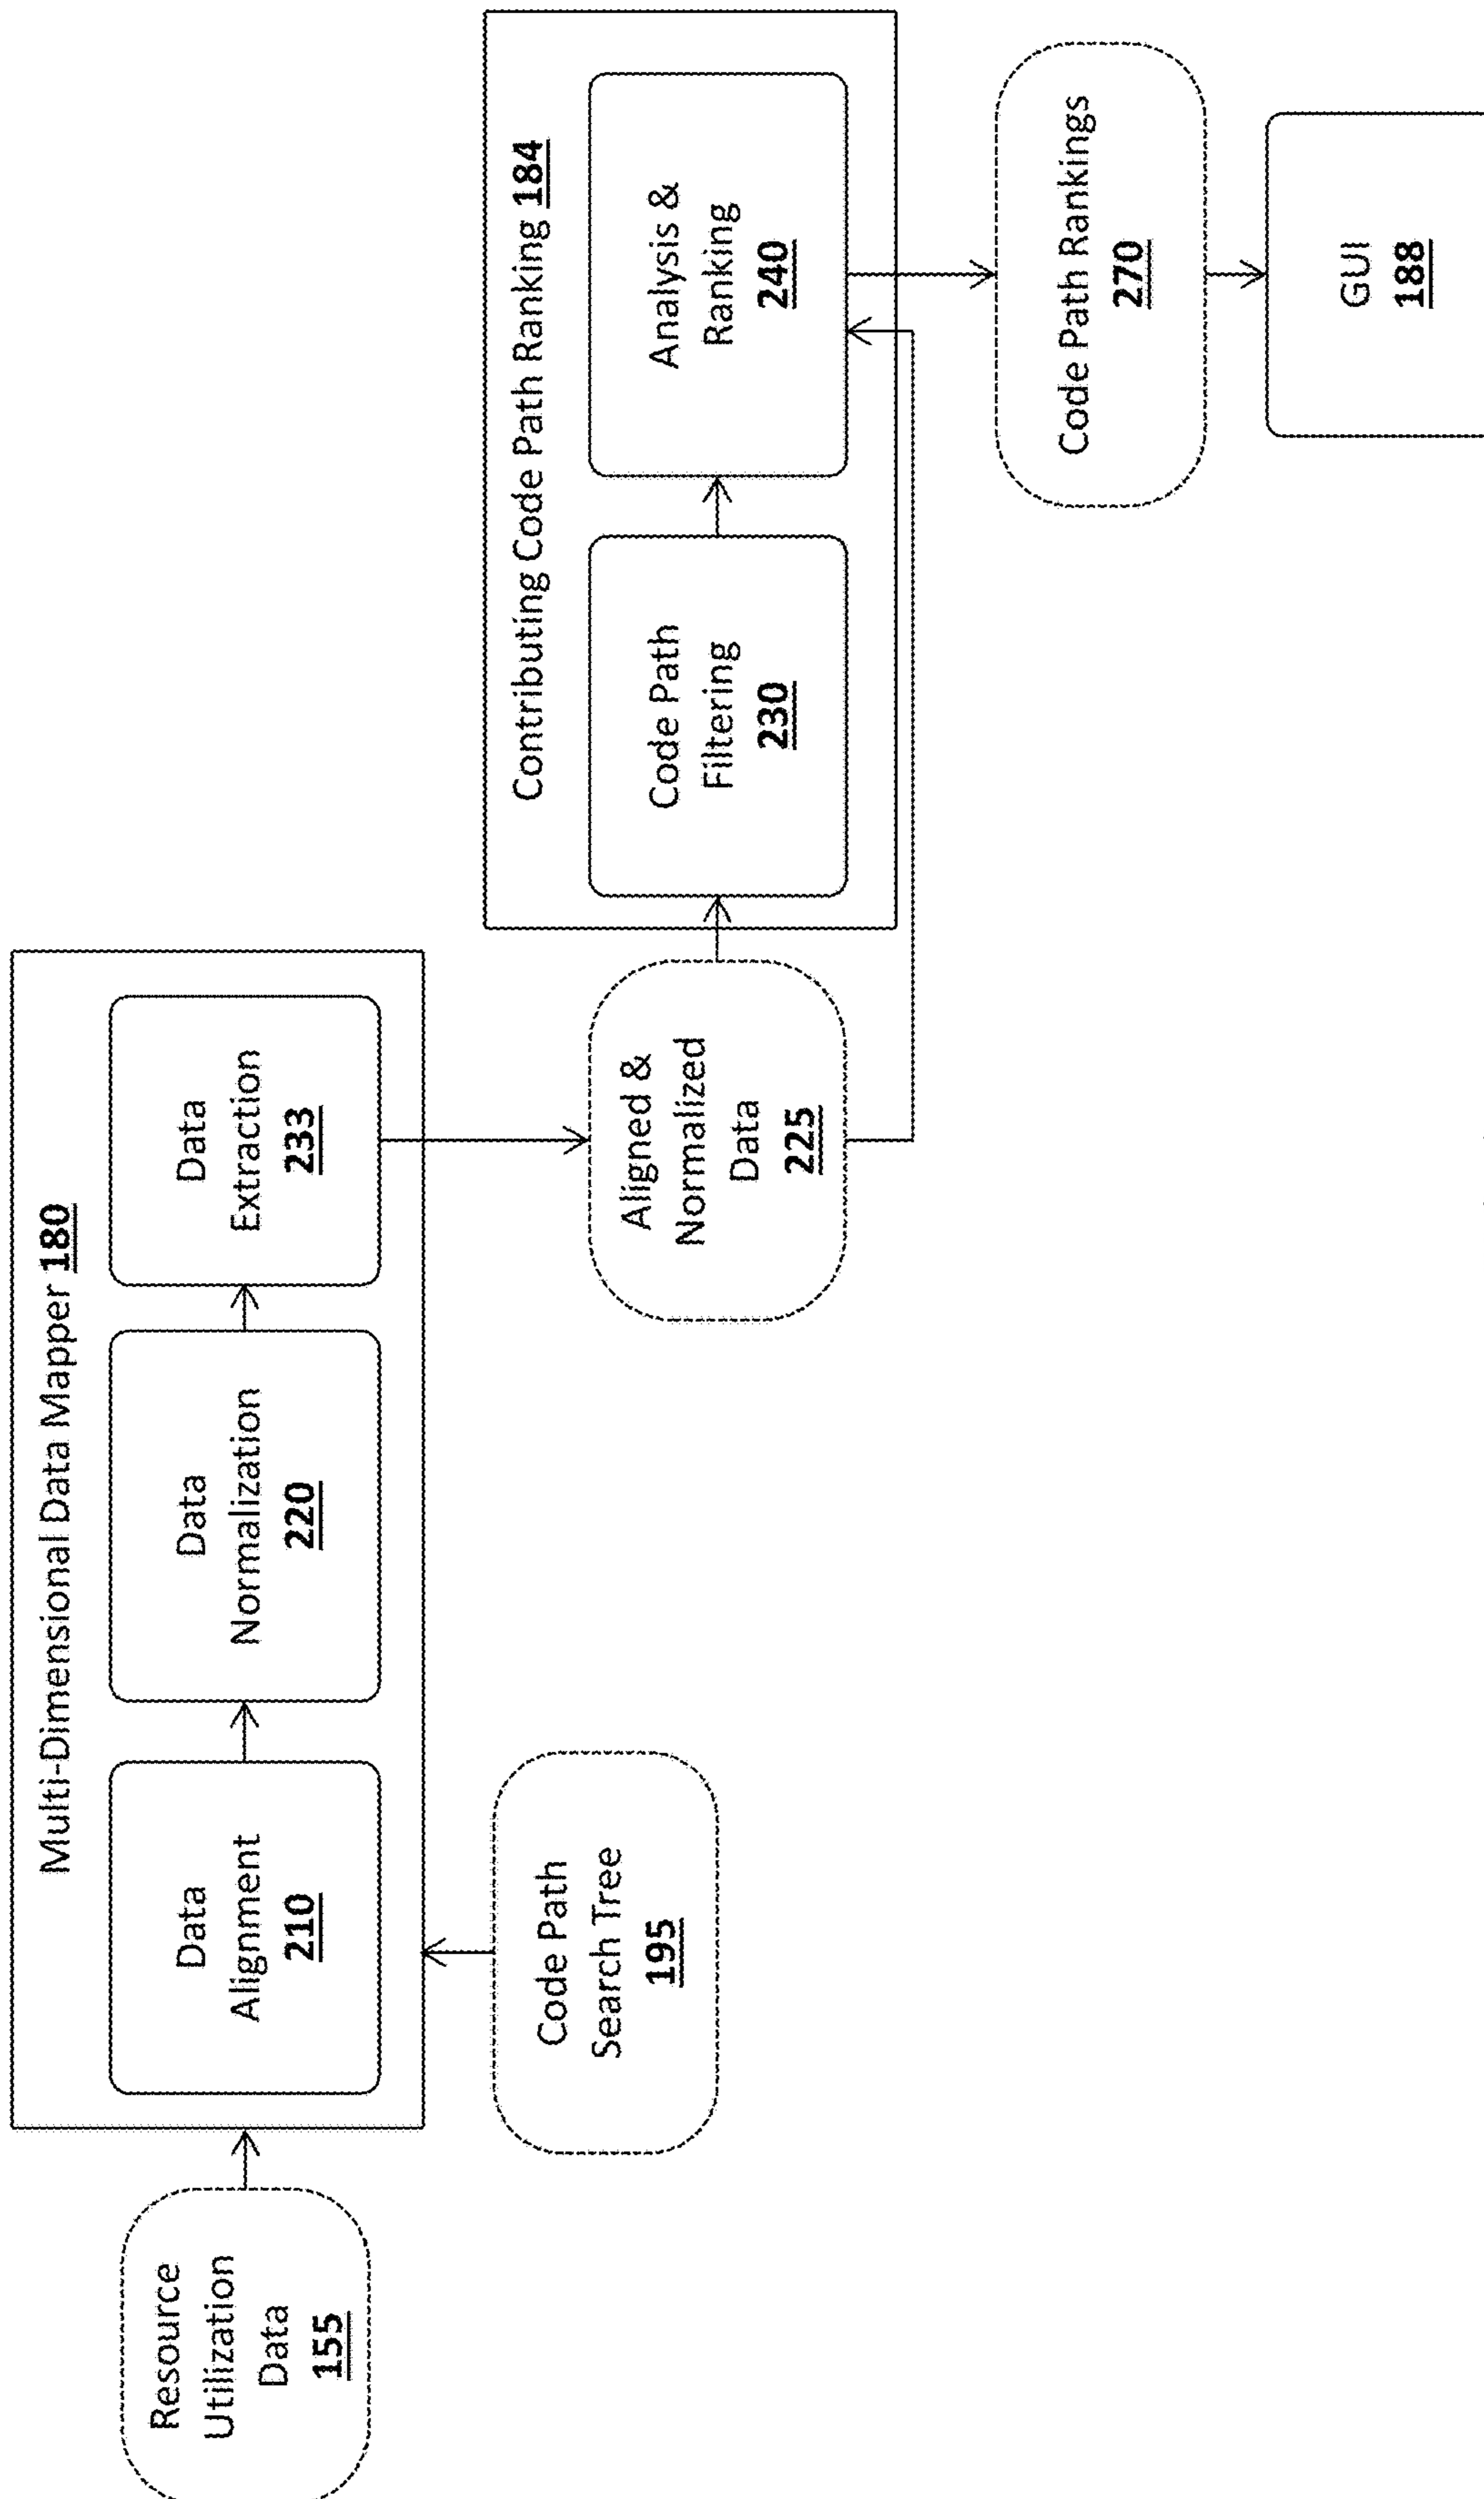 Resource
Utilization
Data
155
Multi-Dimensional Data Mapper 180
Data
Alignment
210
Data
Normalization
220
Data
Extraction
233
Code Path
Search Tree
195
Aligned &
Normalized
Data
225
Contributing Code Path Ranking 184
Code Path
Filtering
230
Analysis &
Ranking
240
Code Path Rankings
270
GUI
188